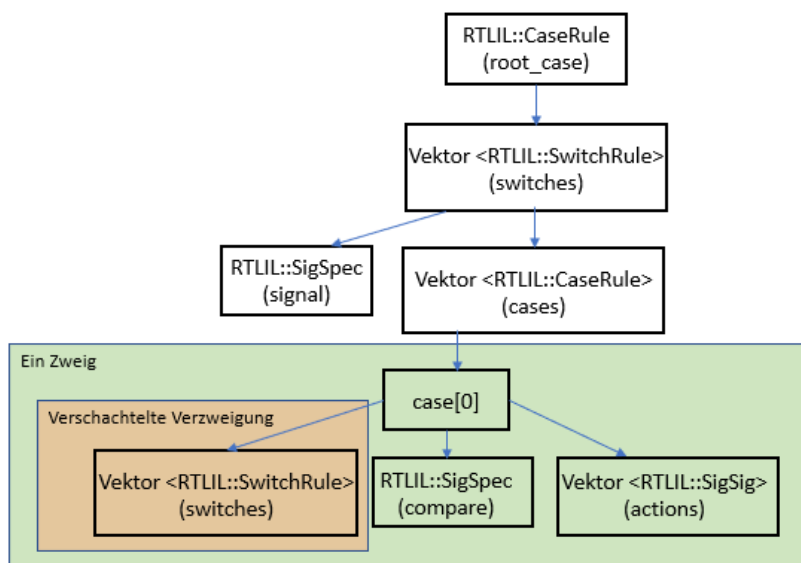 RTLIL::CaseRule
(root_case)
Vektor <RTLIL::SwitchRule>
(switches)
RTLIL::SigSpec
(signal)
Vektor <RTLIL::CaseRule>
(cases)
Ein Zweig
case[0]
Verschachtelte Verzweigung
Vektor <RTLIL::SwitchRule>
(switches)
RTLIL::SigSpec
(compare)
Vektor <RTLIL::SigSig>
(actions)